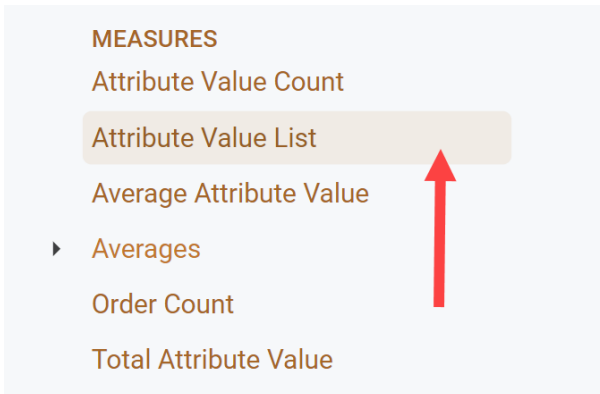 MEASURES
Attribute Value Count
Attribute Value List
Average Attribute Value
Averages
Order Count
Total Attribute Value